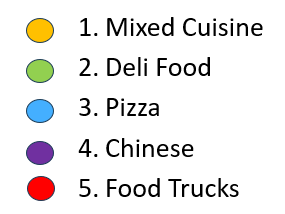 1. Mixed Cuisine
2. Deli Food
3. Pizza
4. Chinese
5. Food Trucks